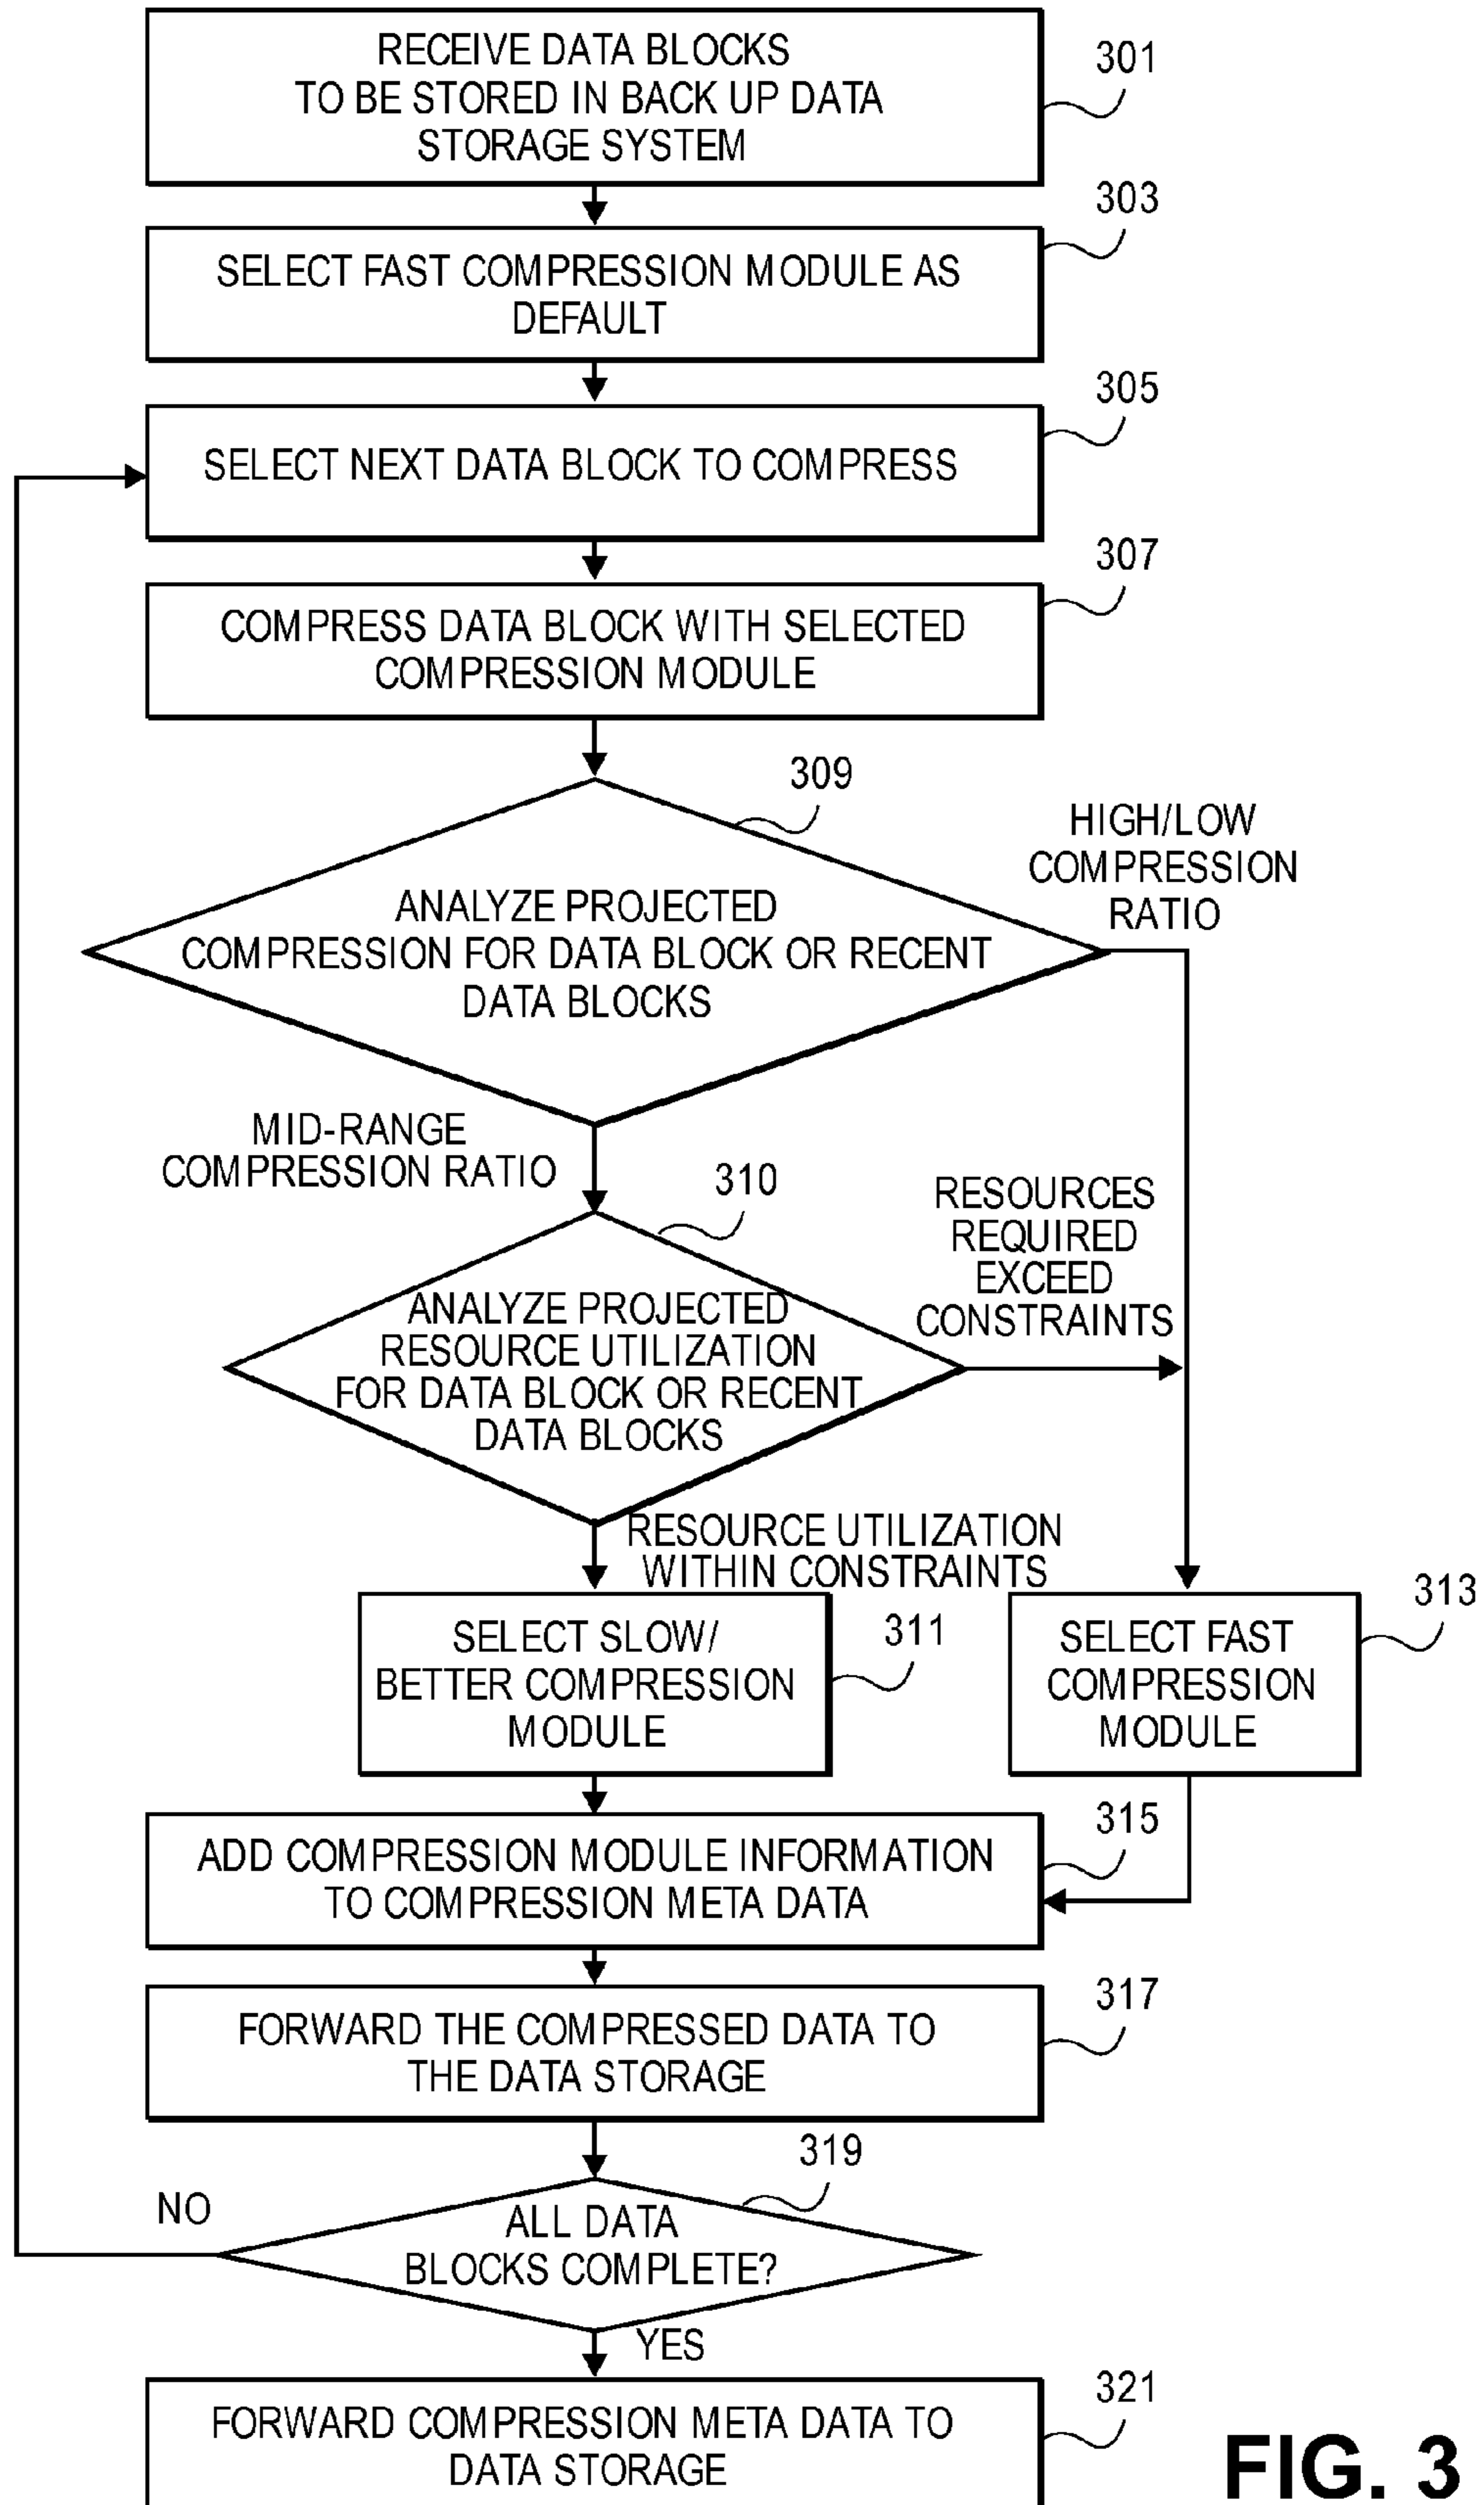 RECEIVE DATA BLOCKS
TO BE STORED IN BACK UP DATA
STORAGE SYSTEM
301
303
SELECT FAST COMPRESSION MODULE AS
DEFAULT
305
SELECT NEXT DATA BLOCK TO COMPRESS
307
COMPRESS DATA BLOCK WITH SELECTED
COMPRESSION MODULE
309
HIGH/LOW
COMPRESSION
RATIO
ANALYZE PROJECTED
COMPRESSION FOR DATA BLOCK OR RECENT
DATA BLOCKS
MID-RANGE
COMPRESSION RATIO
310
RESOURCES
REQUIRED
EXCEED
CONSTRAINTS
ANALYZE PROJECTED
RESOURCE UTILIZATION
FOR DATA BLOCK OR RECENT
DATA BLOCKS
RESOURCE UTILIZATION
WITHIN CONSTRAINTS
SELECT SLOW/
BETTER COMPRESSION
MODULE
311
SELECT FAST
COMPRESSION
MODULE
313
315
ADD COMPRESSION MODULE INFORMATION
TO COMPRESSION META DATA
317
FORWARD THE COMPRESSED DATA TO
THE DATA STORAGE
319
NO
ALL DATA
BLOCKS COMPLETE?
YES
321
FORWARD COMPRESSION META DATA TO
DATA STORAGE
FIG. 3